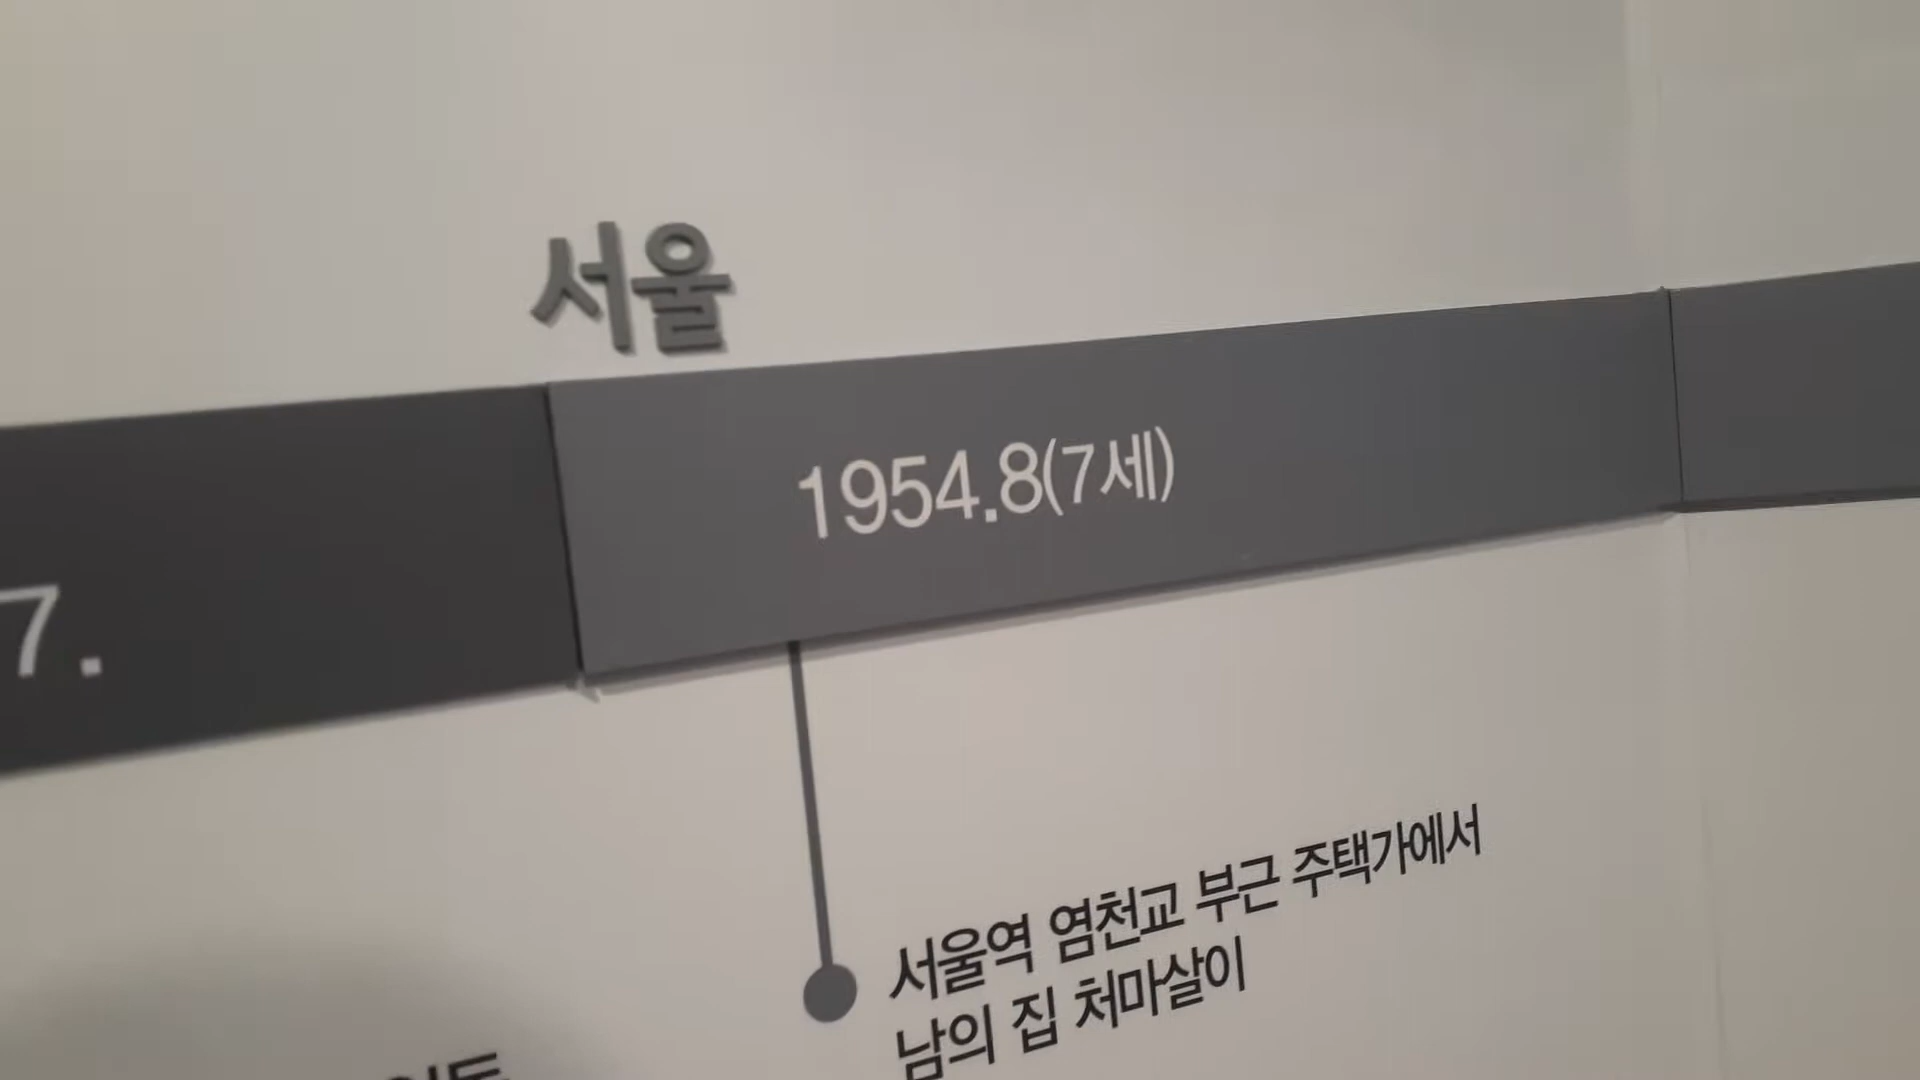 서울
7.
1954.8(7세)
서울역 염천교 부근 주택가에서
남의 집 처마살이